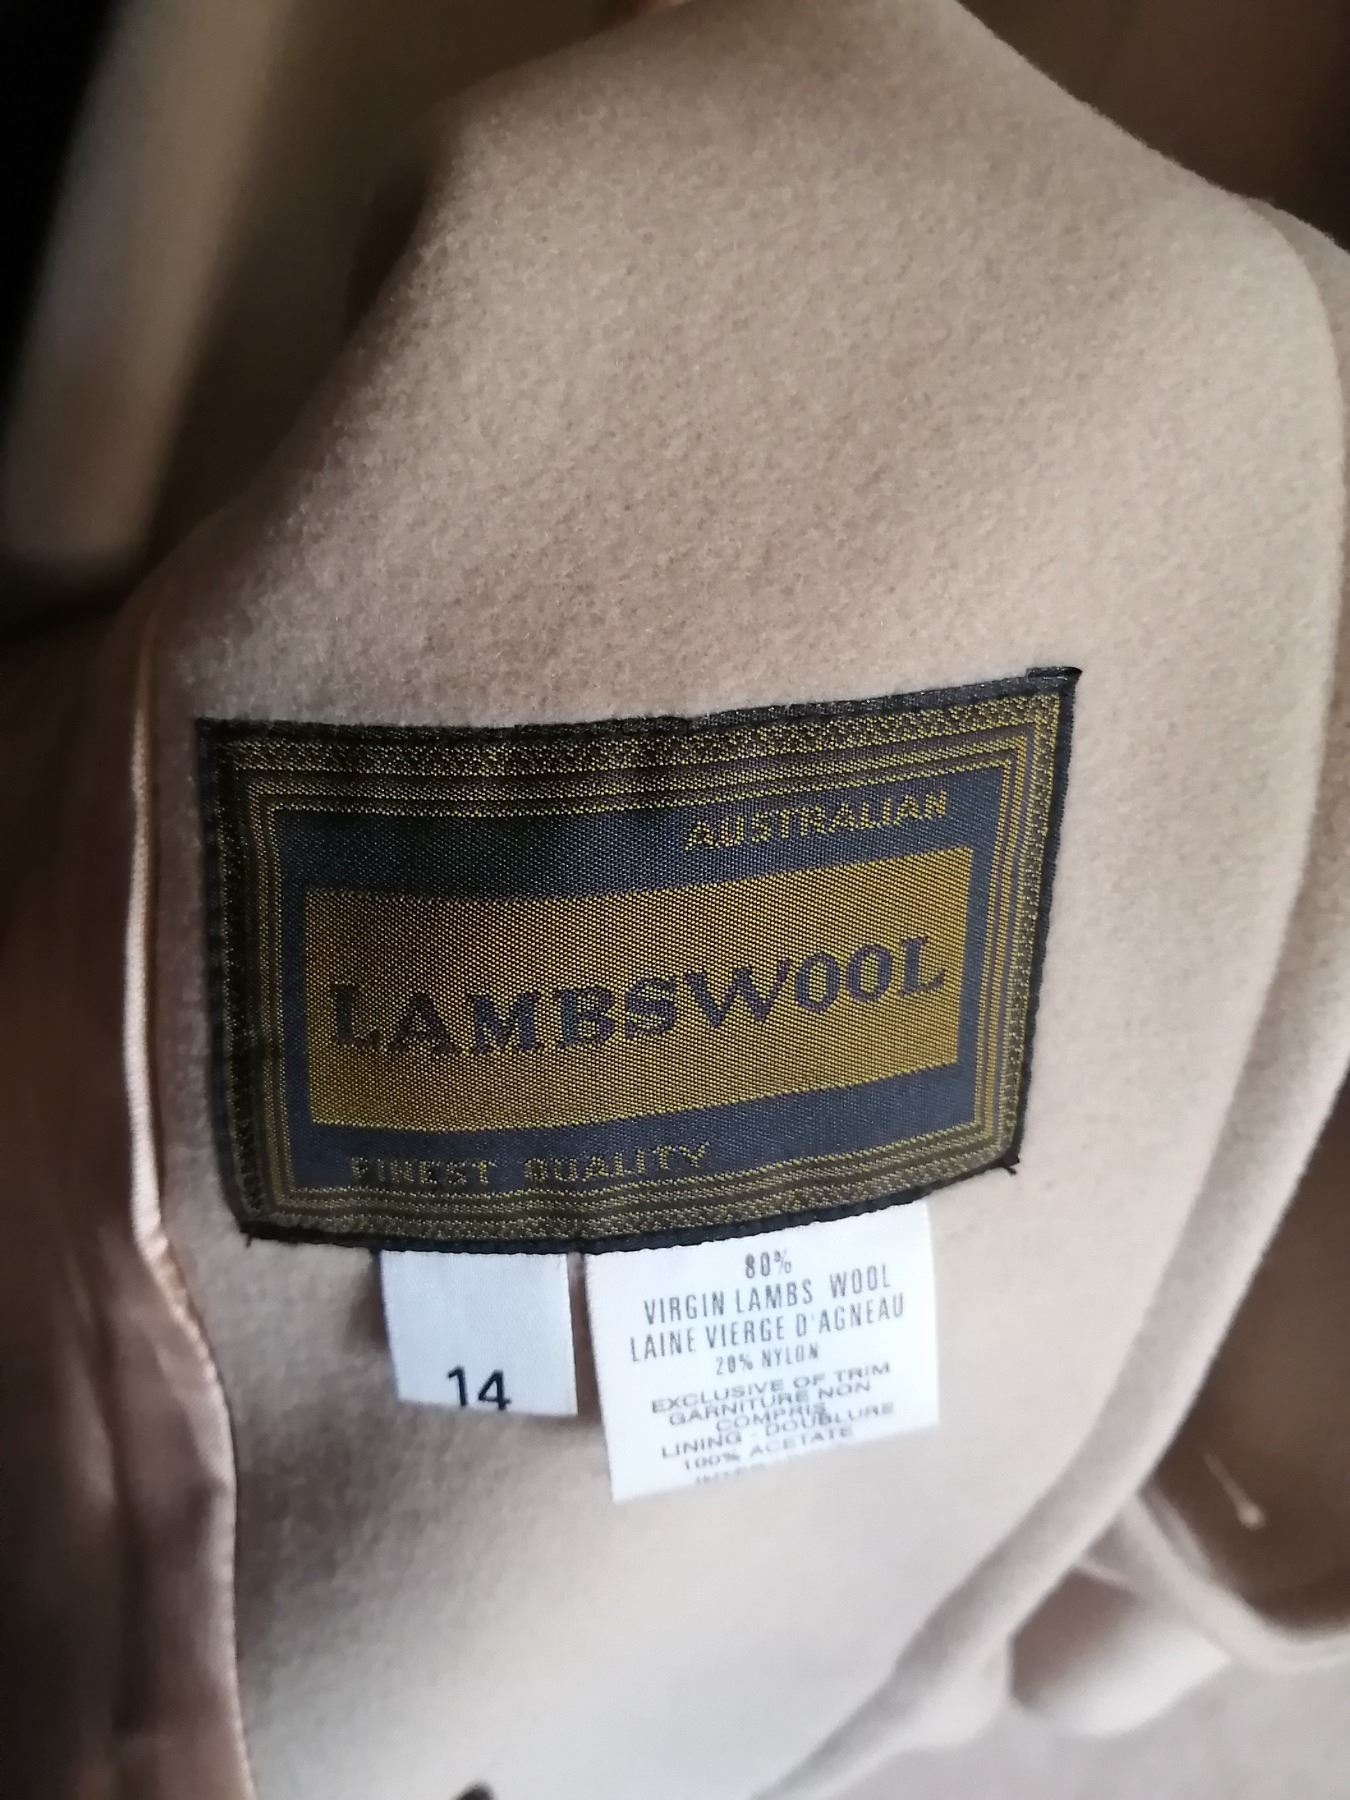 AUSTRALIAN
LAMBSWOOL
FINEST QUALITY
14
80%
VIRGIN LAMBS WOOL
LAINE VIERGE D'AGNEAU
20% NYLON
EXCLUSIVE OF TRIM
GARNITURE NON
COMPRIS
LINING - DOUBLURE
100% ACETATE